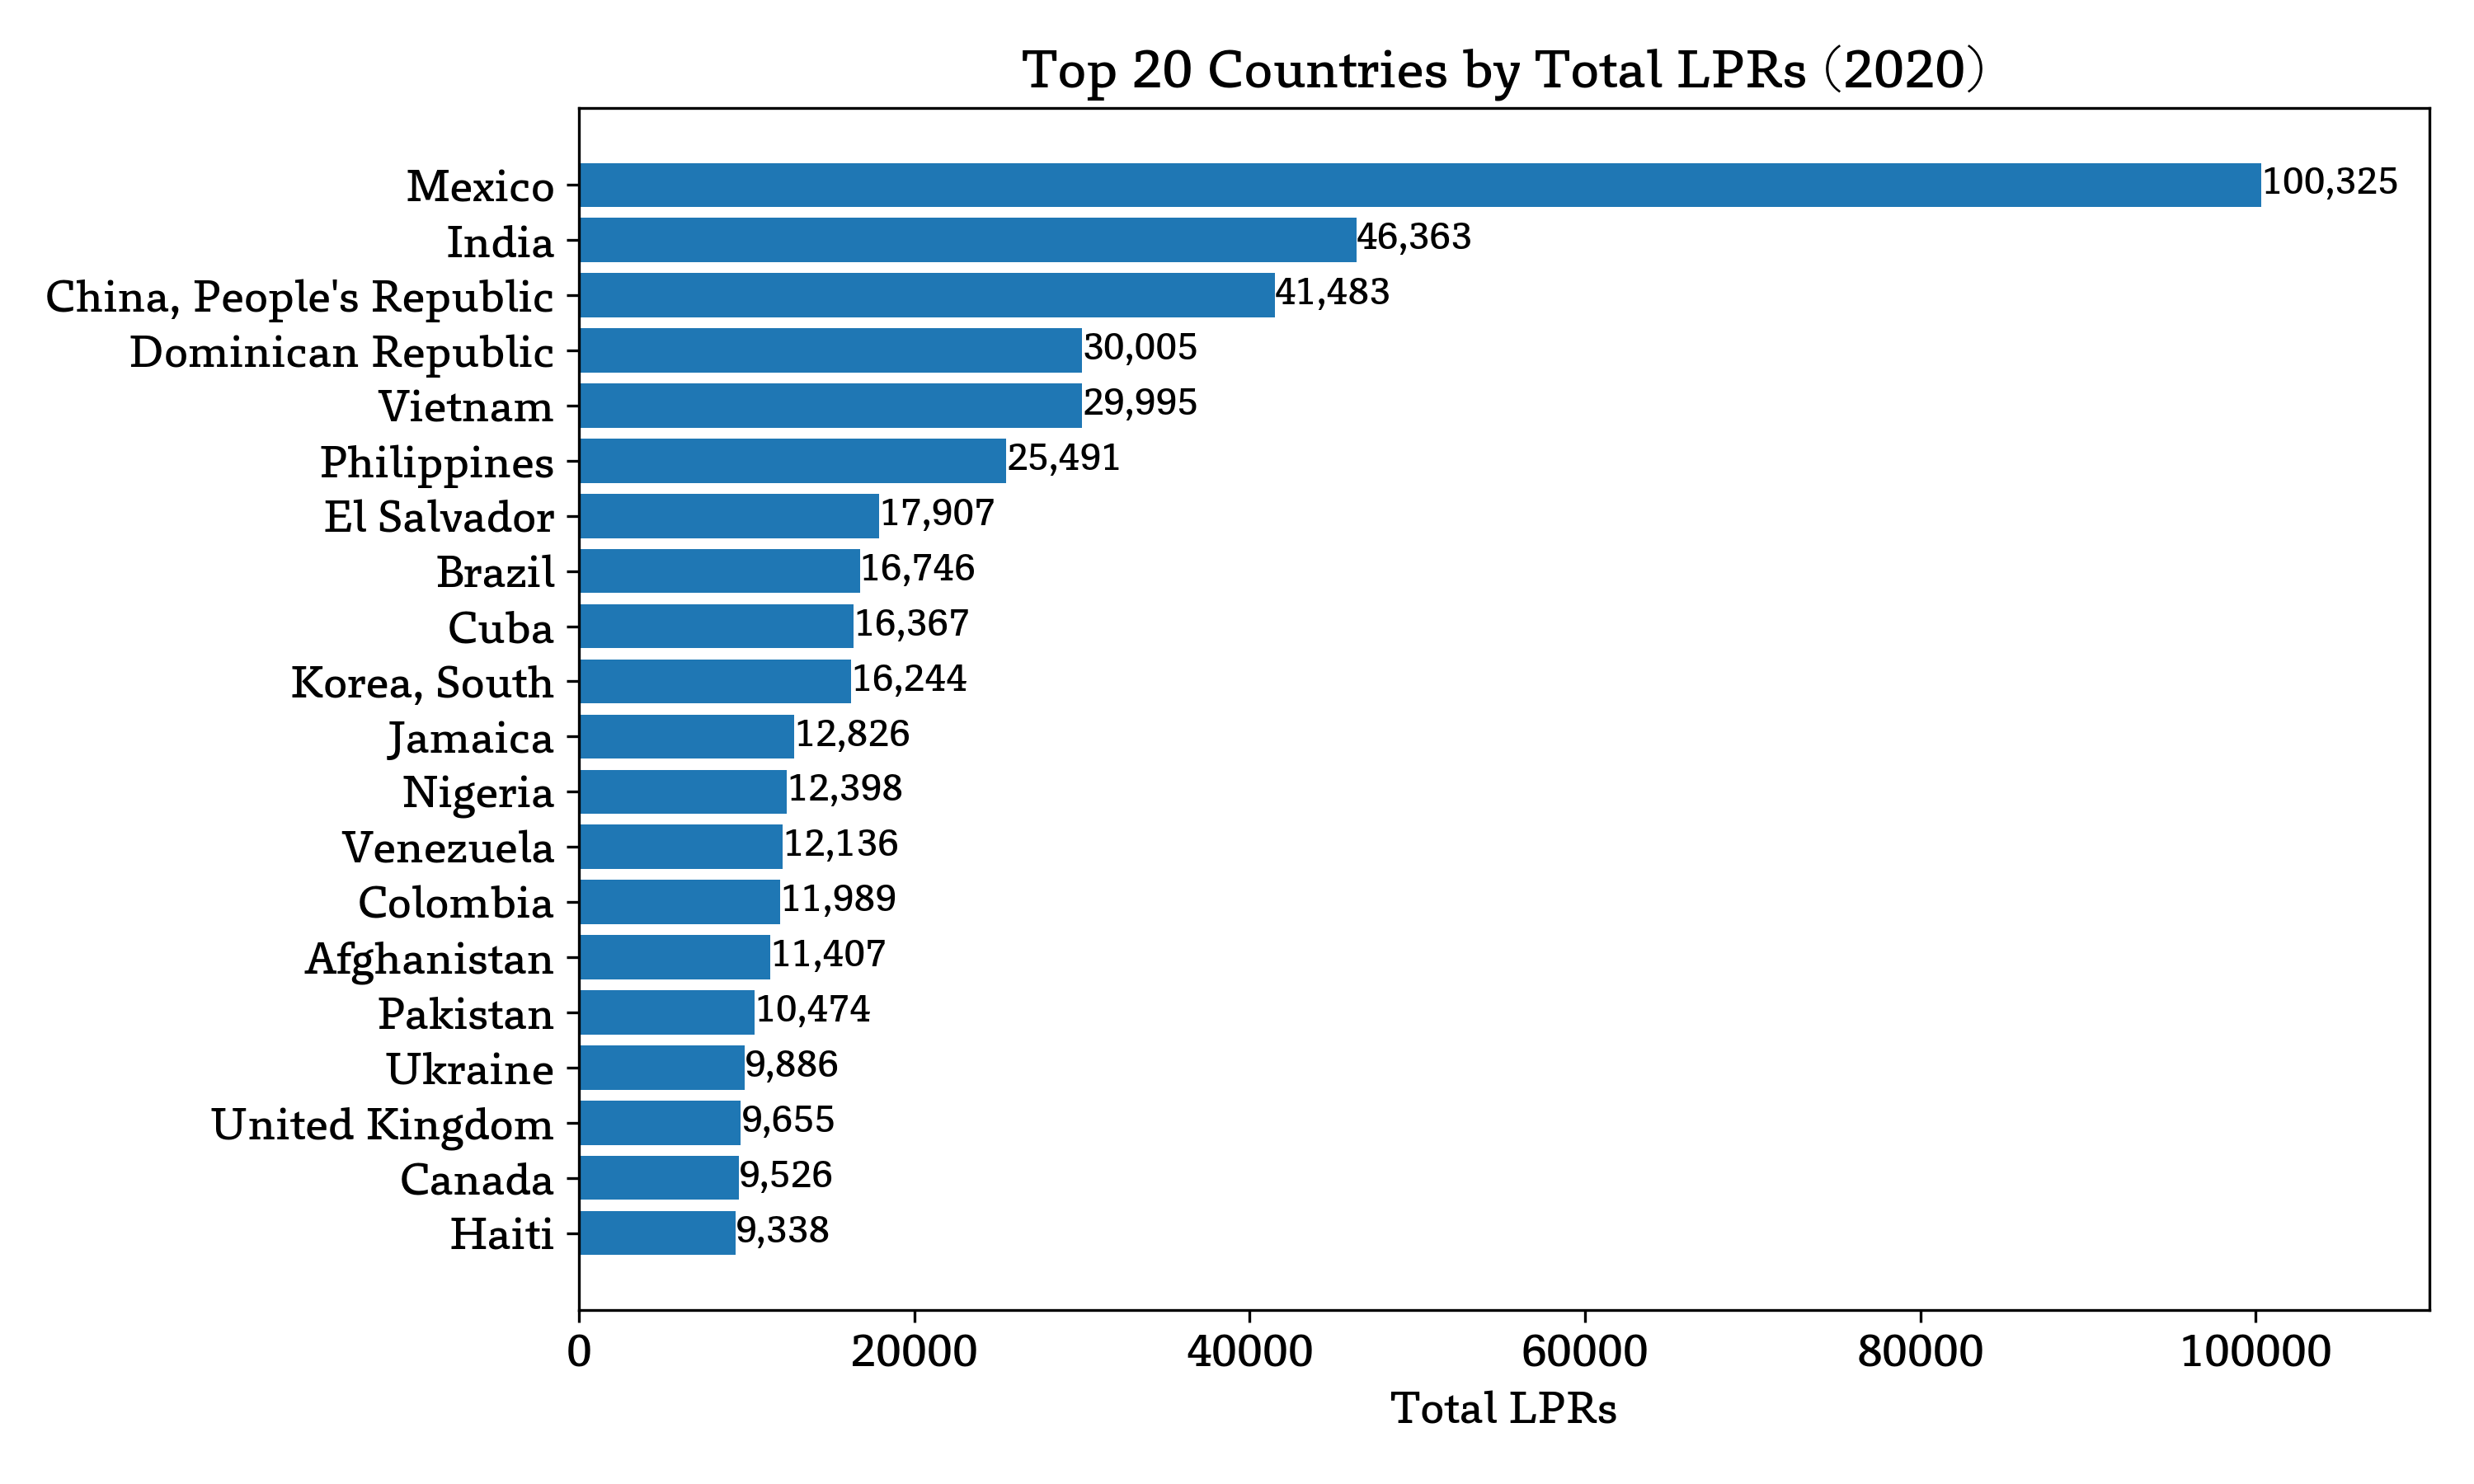 Top 20 Countries by Total LPRs (2020)
Mexico 100,325
India 46,363
China, People's Republic 41,483
Dominican Republic 30,005
Vietnam 29,995
Philippines 25,491
El Salvador 17,907
Brazil 16,746
Cuba 16,367
Korea, South 16,244
Jamaica 12,826
Nigeria 12,398
Venezuela 12,136
Colombia 11,989
Afghanistan 11,407
Pakistan 10,474
Ukraine 9,886
United Kingdom 9,655
Canada 9,526
Haiti 9,338
0 20000 40000 60000 80000 100000
Total LPRs